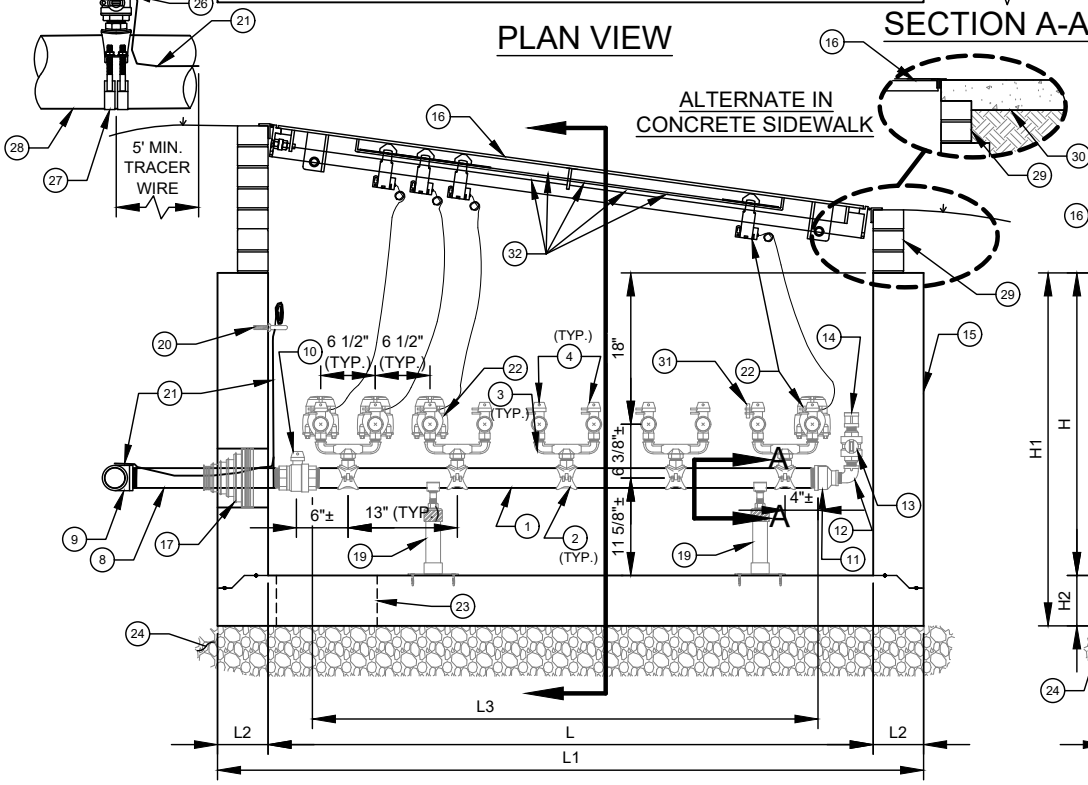 26
21
PLAN VIEW
SECTION A-A
16
16
ALTERNATE IN
CONCRETE SIDEWALK
28
27
5' MIN.
TRACER
WIRE
30
29
16
32
29
20
10
6 1/2"
(TYP.)
6 1/2"
(TYP.)
18"
(TYP.)
4
31
22
14
15
21
22
3
(TYP.)
6 3/8"±
H
H1
A
9
8
17
6"±
13" (TYP.)
1
2
(TYP.)
11 5/8"±
4"±
A
13
12
11
19
19
23
H2
24
24
L3
L2
L
L2
L1